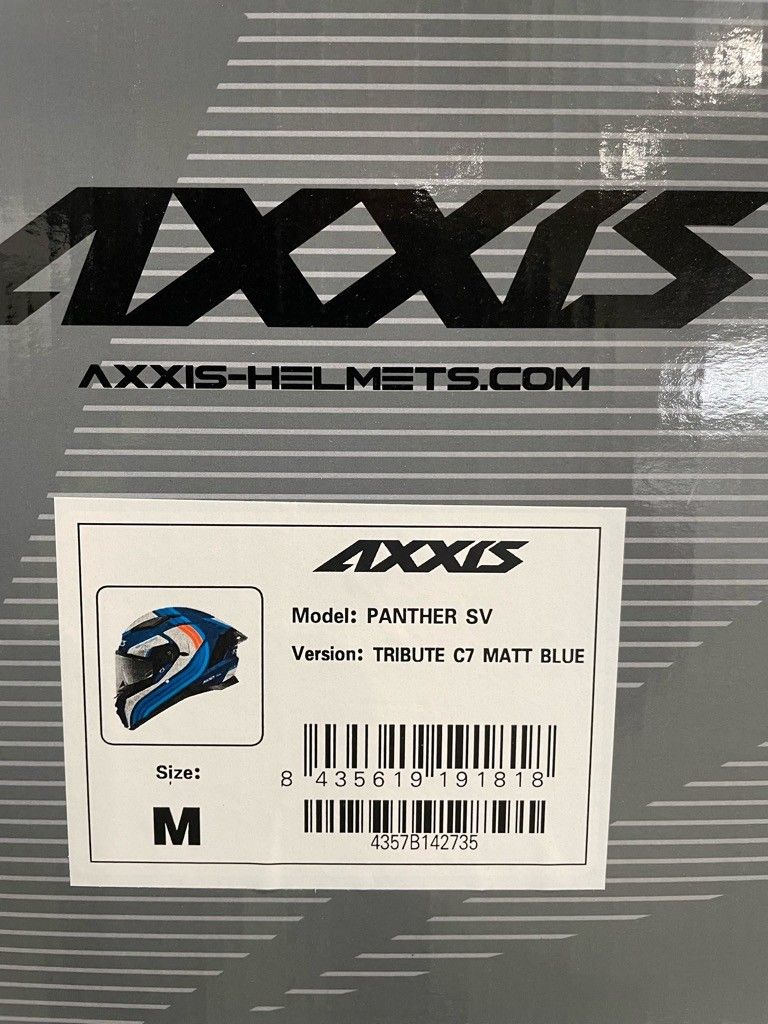 AXXIS
AXXIS-HELMETS.COM
AXXIS
Model: PANTHER SV
Version: TRIBUTE C7 MATT BLUE
Size:
M
8 435619 191818
4357B142735